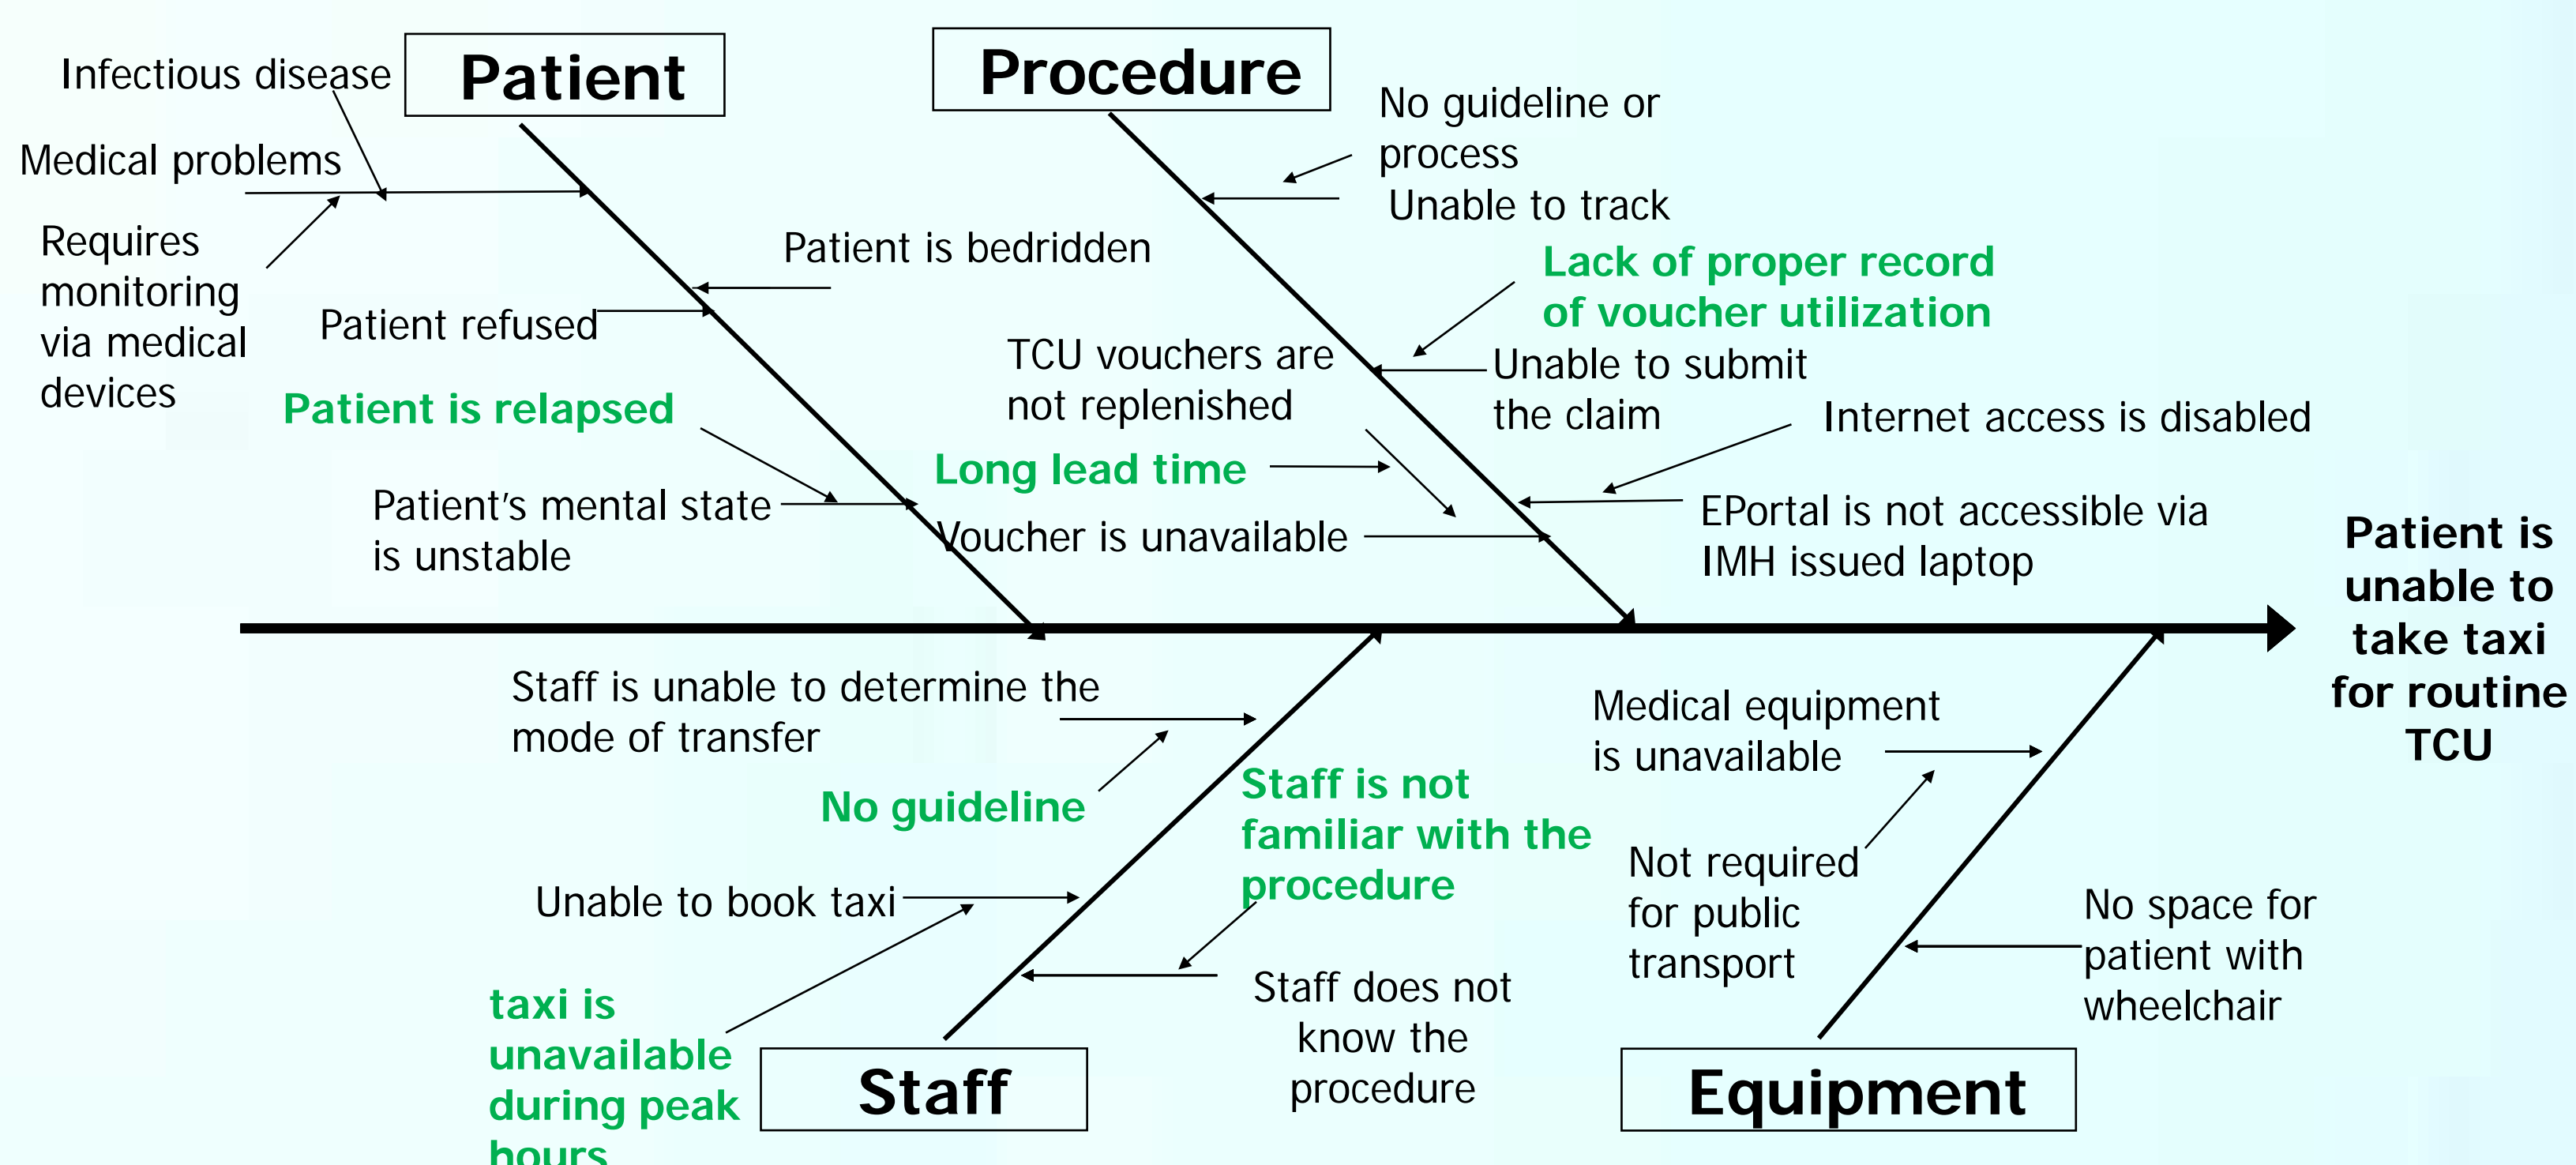 Infectious disease
Patient
Medical problems
Requires
monitoring
via medical
devices
Patient is bedridden
Patient refused
Patient is relapsed
Patient's mental state
is unstable
Procedure
No guideline or
process
Unable to track
Lack of proper record
of voucher utilization
Unable to submit
the claim
TCU vouchers are
not replenished
Long lead time
Voucher is unavailable
Internet access is disabled
EPortal is not accessible via
IMH issued laptop
Patient is
unable to
take taxi
for routine
TCU
Staff is unable to determine the
mode of transfer
No guideline
Unable to book taxi
taxi is
unavailable
during peak
hours
Staff is not
familiar with the
procedure
Staff does not
know the
procedure
Staff
Medical equipment
is unavailable
Not required
for public
transport
No space for
patient with
wheelchair
Equipment